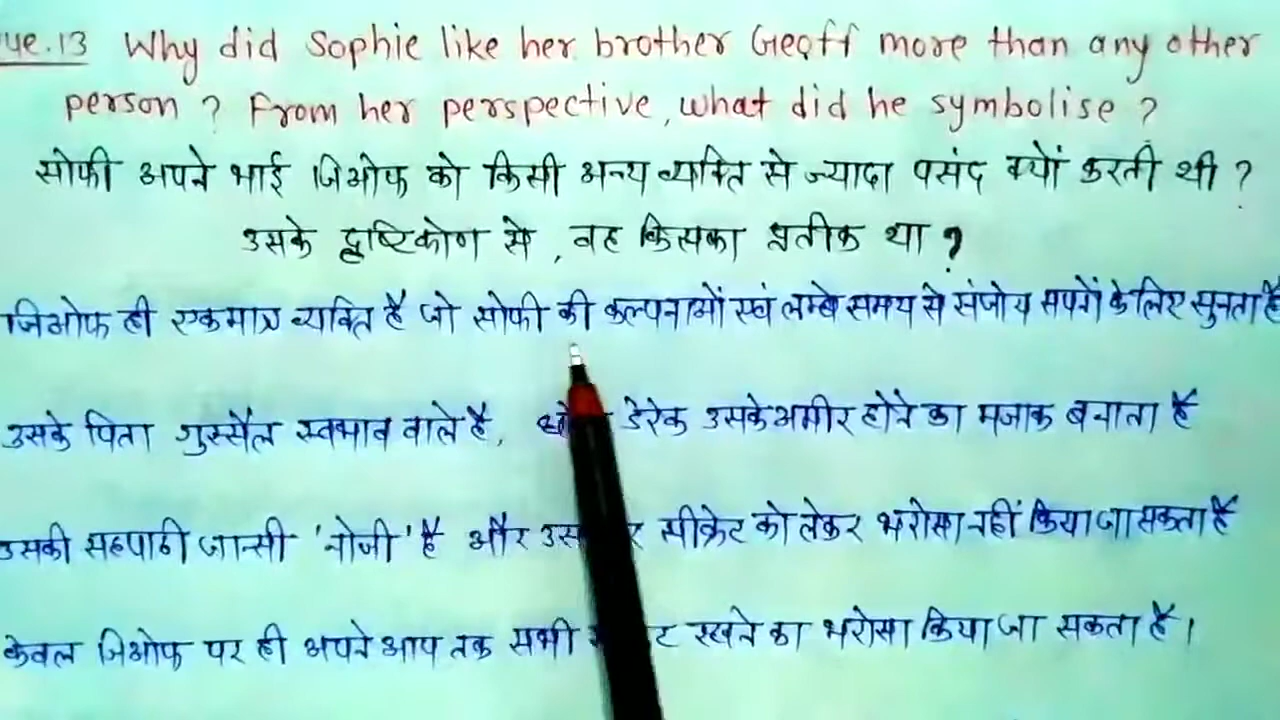 ue.13 Why did Sophie like her brother Geoff more than any other
person ? From her perspective, what did he symbolise ?
सोफी अपने भाई जिओफ को किसी अन्य व्यक्ति से ज्यादा पसंद क्यों करती थी ?
उसके दृष्टिकोण से , वह किसका प्रतीक था ?
जिओफ ही एकमात्र व्यक्ति है जो सोफी की कल्पनाओं एवं लम्बे समय से संजोय सपनों के लिए सुनता है
उसके पिता गुस्सैल स्वभाव वाले है, डेरेक उसके अमीर होने का मजाक बनाता है
उसकी सहपाठी जान्सी 'नोजी' है और सीक्रेट को लेकर भरोसा नहीं किया जा सकता है
केवल जिओफ पर ही अपने आप तक सभी रखने का भरोसा किया जा सकता है।